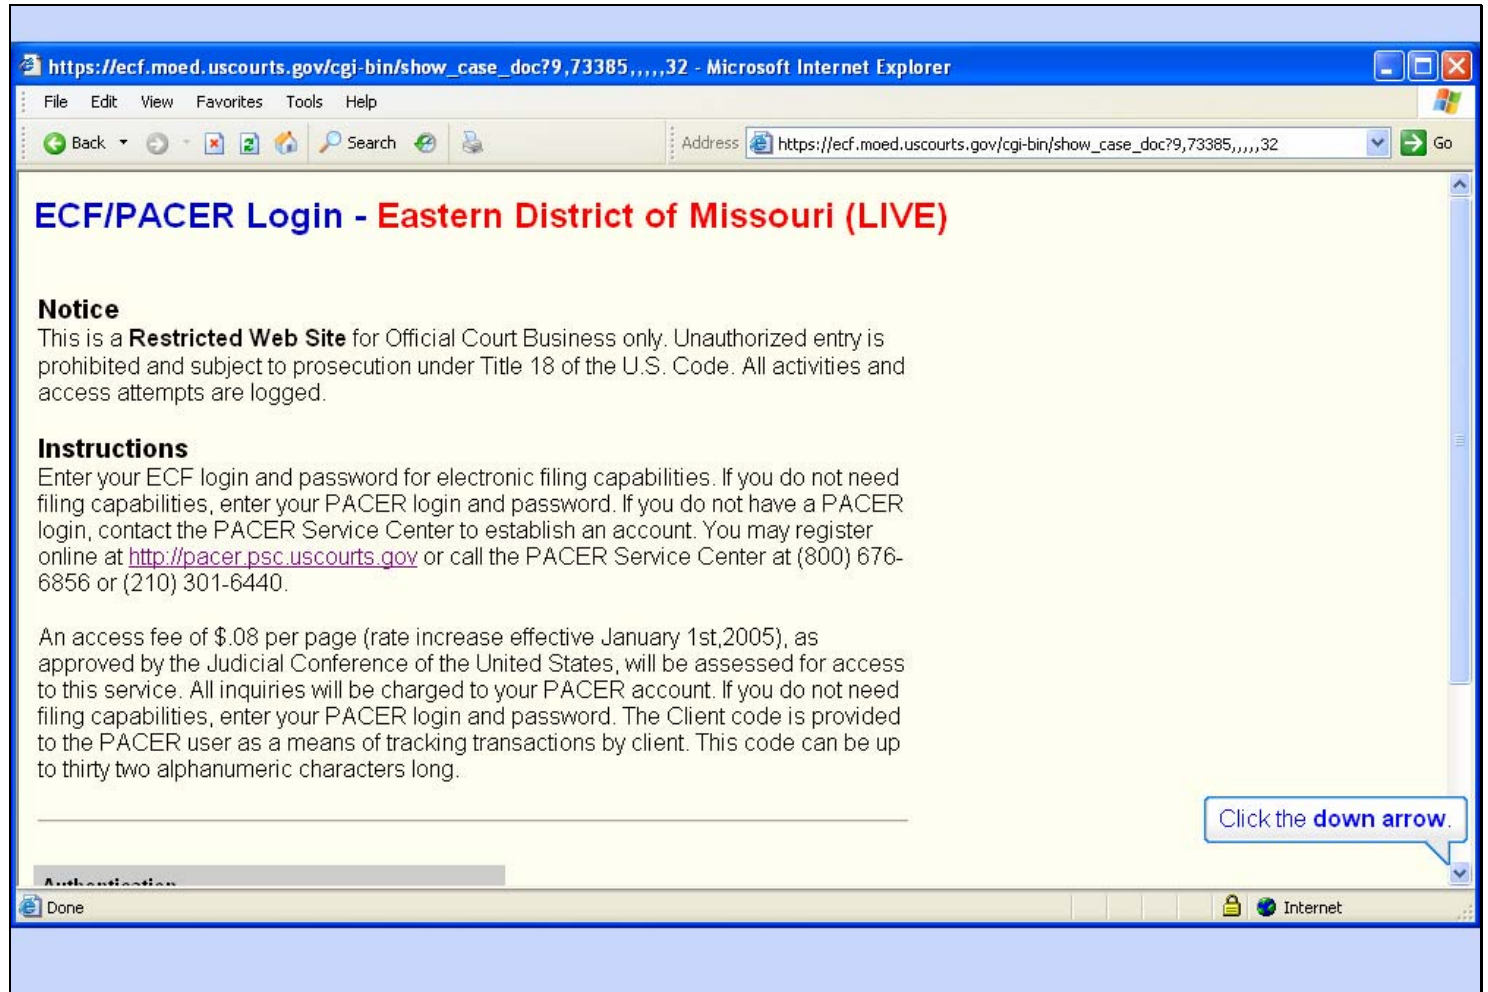 https://ecf.moed.uscourts.gov/cgi-bin/show_case_doc?9,73385,,,,,32 - Microsoft Internet Explorer
File Edit View Favorites Tools Help
Back Search Address https://ecf.moed.uscourts.gov/cgi-bin/show_case_doc?9,73385,,,,,32 Go
ECF/PACER Login - Eastern District of Missouri (LIVE)
Notice
This is a Restricted Web Site for Official Court Business only. Unauthorized entry is
prohibited and subject to prosecution under Title 18 of the U.S. Code. All activities and
access attempts are logged.
Instructions
Enter your ECF login and password for electronic filing capabilities. If you do not need
filing capabilities, enter your PACER login and password. If you do not have a PACER
login, contact the PACER Service Center to establish an account. You may register
online at http://pacer.psc.uscourts.gov or call the PACER Service Center at (800) 676-
6856 or (210) 301-6440.
An access fee of $.08 per page (rate increase effective January 1st,2005), as
approved by the Judicial Conference of the United States, will be assessed for access
to this service. All inquiries will be charged to your PACER account. If you do not need
filing capabilities, enter your PACER login and password. The Client code is provided
to the PACER user as a means of tracking transactions by client. This code can be up
to thirty two alphanumeric characters long.
Click the down arrow.
Authentication
Done Internet